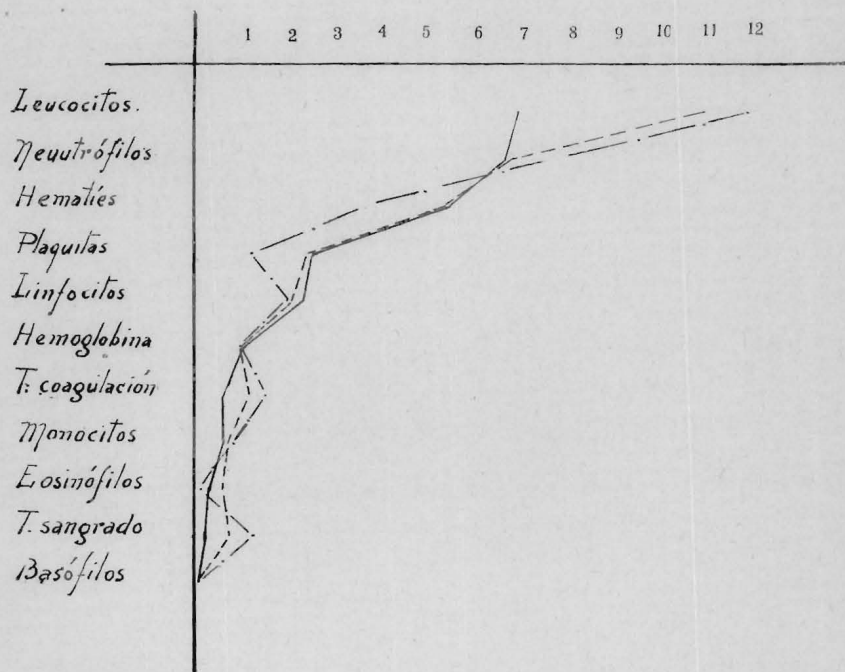 1 2 3 4 5 6 7 8 9 10 11 12
Leucocitos.
Neuutrófilos
Hematíes
Plaquitas
Linfocitos
Hemoglobina
T. coagulación
Monocitos
Eosinófilos
T. sangrado
Basófilos